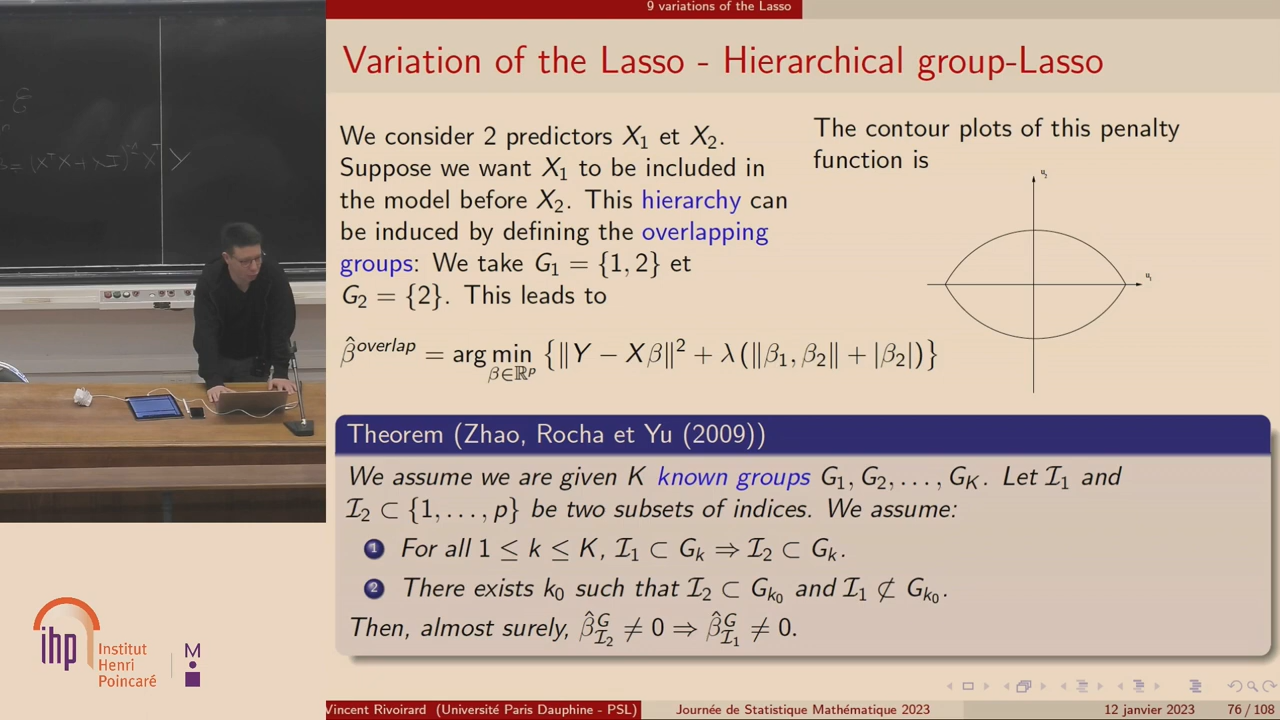 9 variations of the Lasso
Variation of the Lasso - Hierarchical group-Lasso
We consider 2 predictors X₁ et X₂.
Suppose we want X₁ to be included in
the model before X₂. This hierarchy can
be induced by defining the overlapping
groups: We take G₁ = {1, 2} et
G₂ = {2}. This leads to
β̂^overlap = arg min_{β∈ℝ^p} {‖Y − Xβ‖² + λ(‖β₁, β₂‖ + |β₂|)}
The contour plots of this penalty
function is
u₂
u₁
Theorem (Zhao, Rocha et Yu (2009))
We assume we are given K known groups G₁, G₂, . . . , G_K. Let ℐ₁ and
ℐ₂ ⊂ {1, . . . , p} be two subsets of indices. We assume:
1 For all 1 ≤ k ≤ K, ℐ₁ ⊂ G_k ⇒ ℐ₂ ⊂ G_k.
2 There exists k₀ such that ℐ₂ ⊂ G_{k₀} and ℐ₁ ⊄ G_{k₀}.
Then, almost surely, β̂^G_{ℐ₂} ≠ 0 ⇒ β̂^G_{ℐ₁} ≠ 0.
ihp
Institut
Henri
Poincaré
M
Vincent Rivoirard (Université Paris Dauphine - PSL)
Journée de Statistique Mathématique 2023
12 janvier 2023
76 / 108